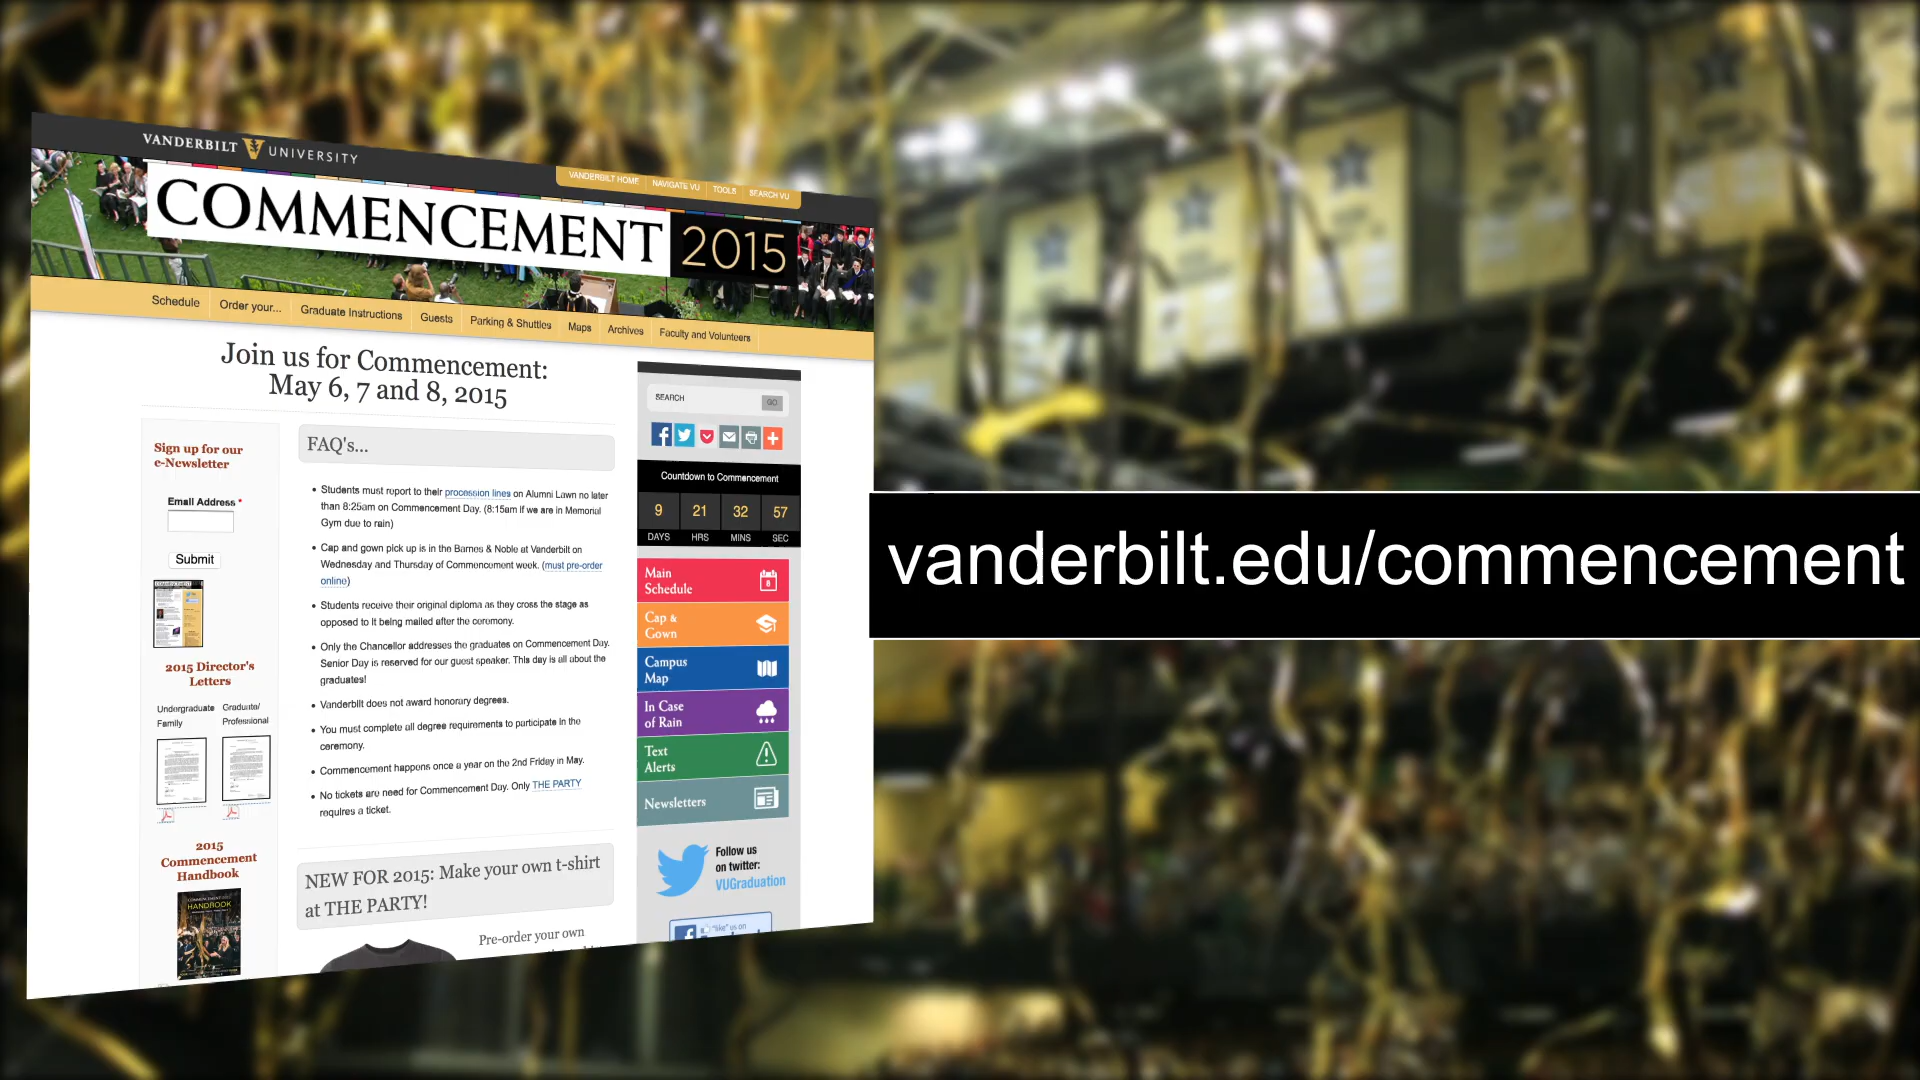 VANDERBILT UNIVERSITY
VANDERBILT HOME NAVIGATE VU TOOLS SEARCH VU
COMMENCEMENT 2015
Schedule Order your... Graduate Instructions Guests Parking & Shuttles Maps Archives Faculty and Volunteers
Join us for Commencement:
May 6, 7 and 8, 2015
Sign up for our
e-Newsletter
Email Address *
Submit
2015 Director's
Letters
Undergraduate
Family
Graduate/
Professional
2015
Commencement
Handbook
HANDBOOK
FAQ's...
• Students must report to their procession lines on Alumni Lawn no later
than 8:25am on Commencement Day. (8:15am if we are in Memorial
Gym due to rain)
• Cap and gown pick up is in the Barnes & Noble at Vanderbilt on
Wednesday and Thursday of Commencement week. (must pre-order
online)
• Students receive their original diploma as they cross the stage as
opposed to it being mailed after the ceremony.
• Only the Chancellor addresses the graduates on Commencement Day.
Senior Day is reserved for our guest speaker. This day is all about the
graduates!
• Vanderbilt does not award honorary degrees.
• You must complete all degree requirements to participate in the
ceremony.
• Commencement happens once a year on the 2nd Friday in May.
• No tickets are need for Commencement Day. Only THE PARTY
requires a ticket.
NEW FOR 2015: Make your own t-shirt
at THE PARTY!
Pre-order your own
SEARCH GO
Countdown to Commencement
9 21 32 57
DAYS HRS MINS SEC
Main
Schedule
Cap &
Gown
Campus
Map
In Case
of Rain
Text
Alerts
Newsletters
Follow us
on twitter:
VUGraduation
"like" us on
vanderbilt.edu/commencement